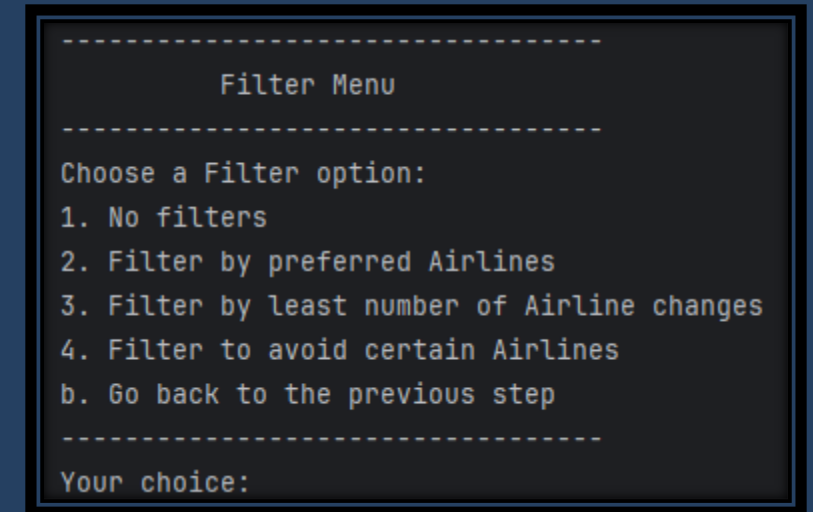 ----------------------------------
Filter Menu
----------------------------------
Choose a Filter option:
1. No filters
2. Filter by preferred Airlines
3. Filter by least number of Airline changes
4. Filter to avoid certain Airlines
b. Go back to the previous step
----------------------------------
Your choice: